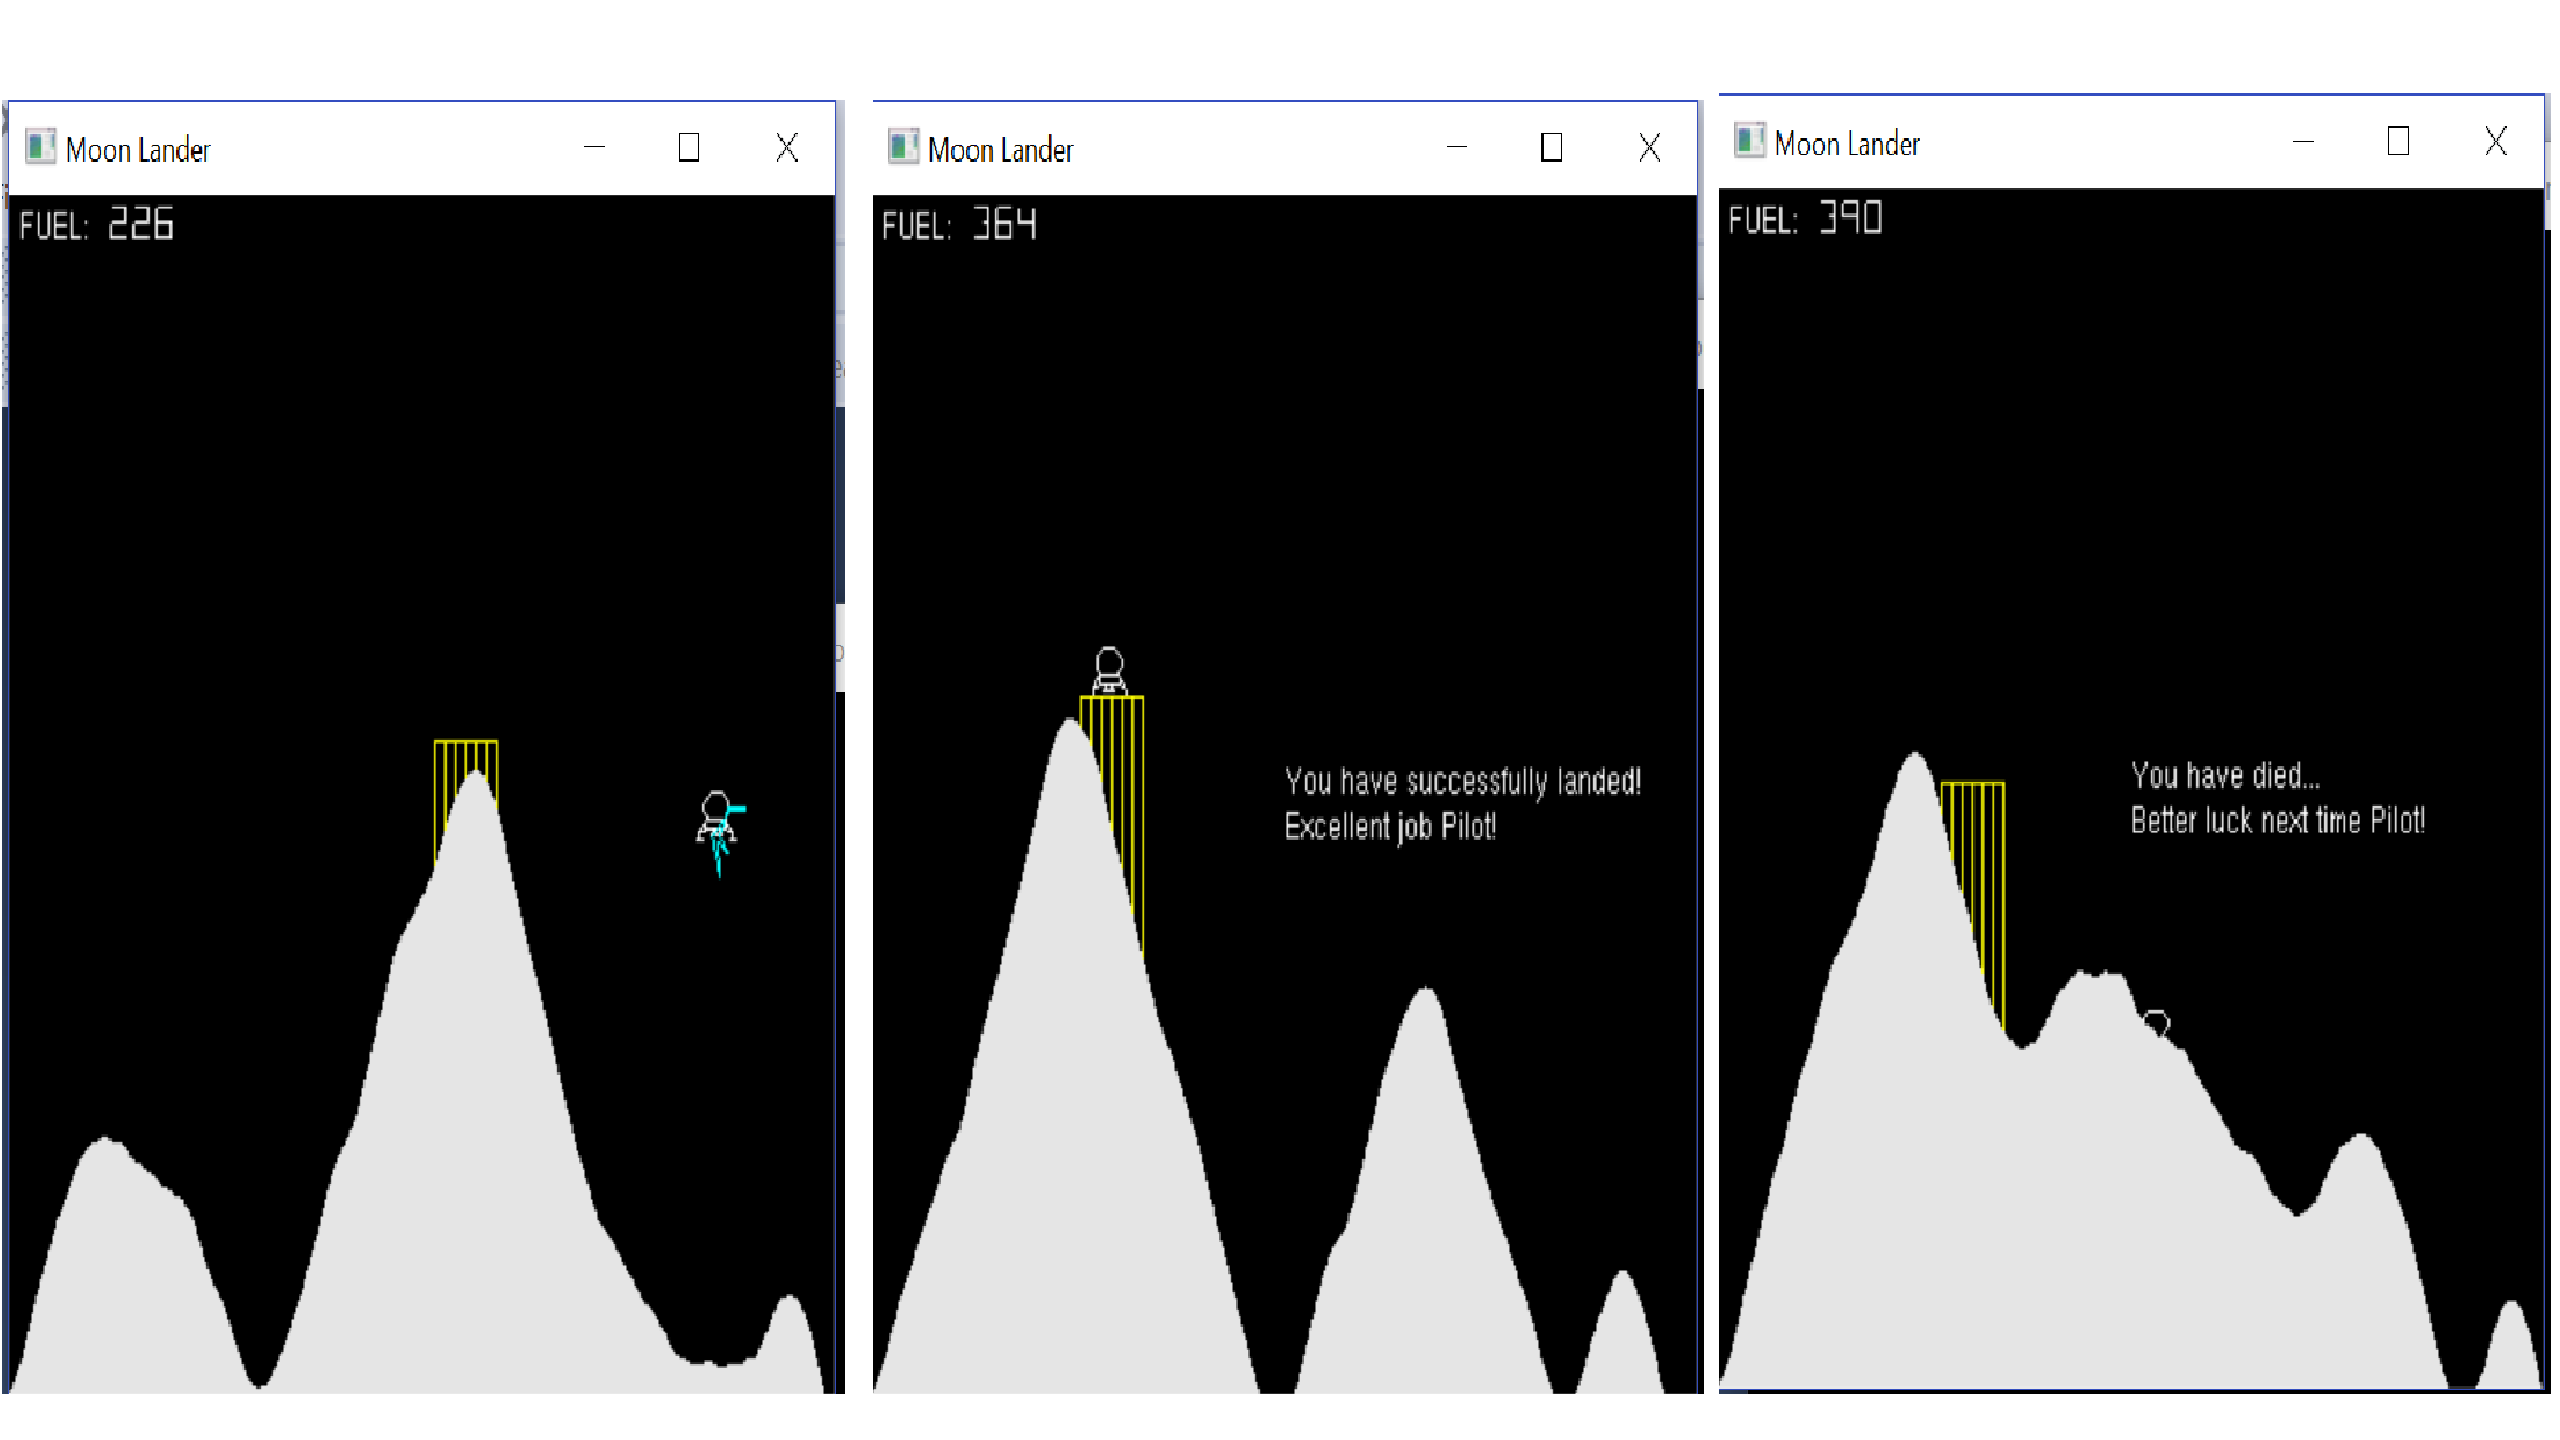 Moon Lander
FUEL: 226
Moon Lander
FUEL: 364
You have successfully landed!
Excellent job Pilot!
Moon Lander
FUEL: 390
You have died...
Better luck next time Pilot!